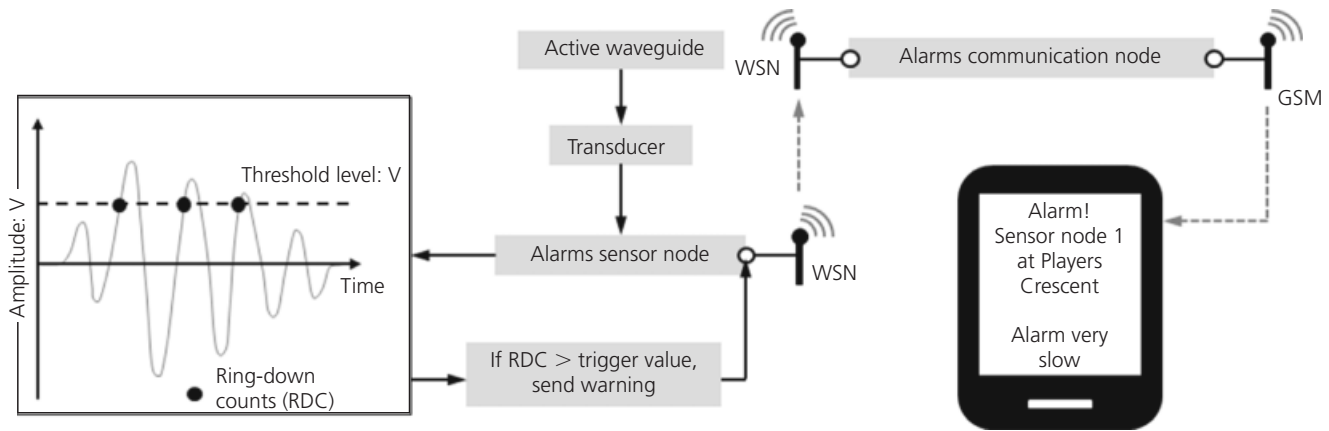 Active waveguide
WSN
Alarms communication node
GSM
Transducer
Threshold level: V
Amplitude: V
Time
Alarms sensor node
WSN
Alarm!
Sensor node 1
at Players
Crescent
Alarm very
slow
If RDC > trigger value,
send warning
Ring-down
counts (RDC)